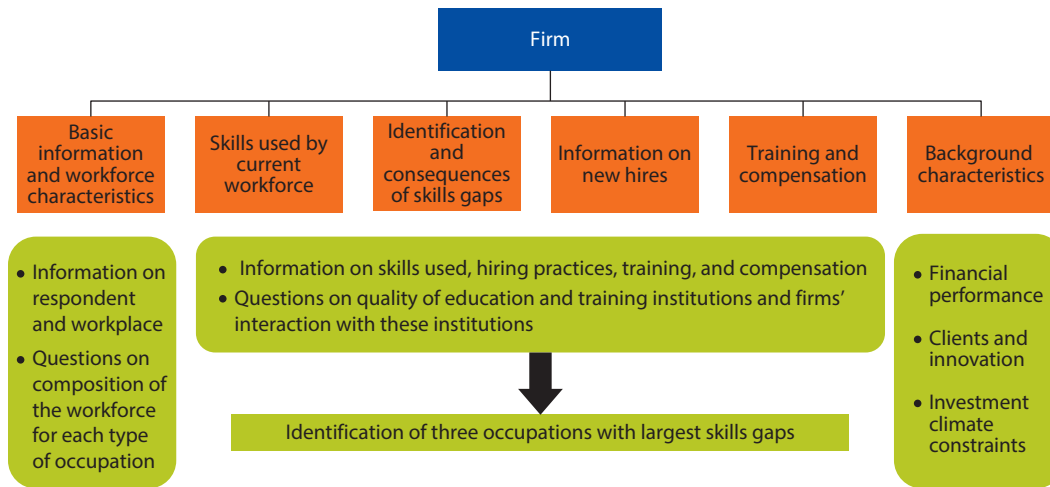 Firm
Basic
information
and workforce
characteristics
Skills used by
current
workforce
Identification
and
consequences
of skills gaps
Information on
new hires
Training and
compensation
Background
characteristics
• Information on
respondent
and workplace
• Questions on
composition of
the workforce
for each type
of occupation
• Information on skills used, hiring practices, training, and compensation
• Questions on quality of education and training institutions and firms’
interaction with these institutions
Identification of three occupations with largest skills gaps
• Financial
performance
• Clients and
innovation
• Investment
climate
constraints